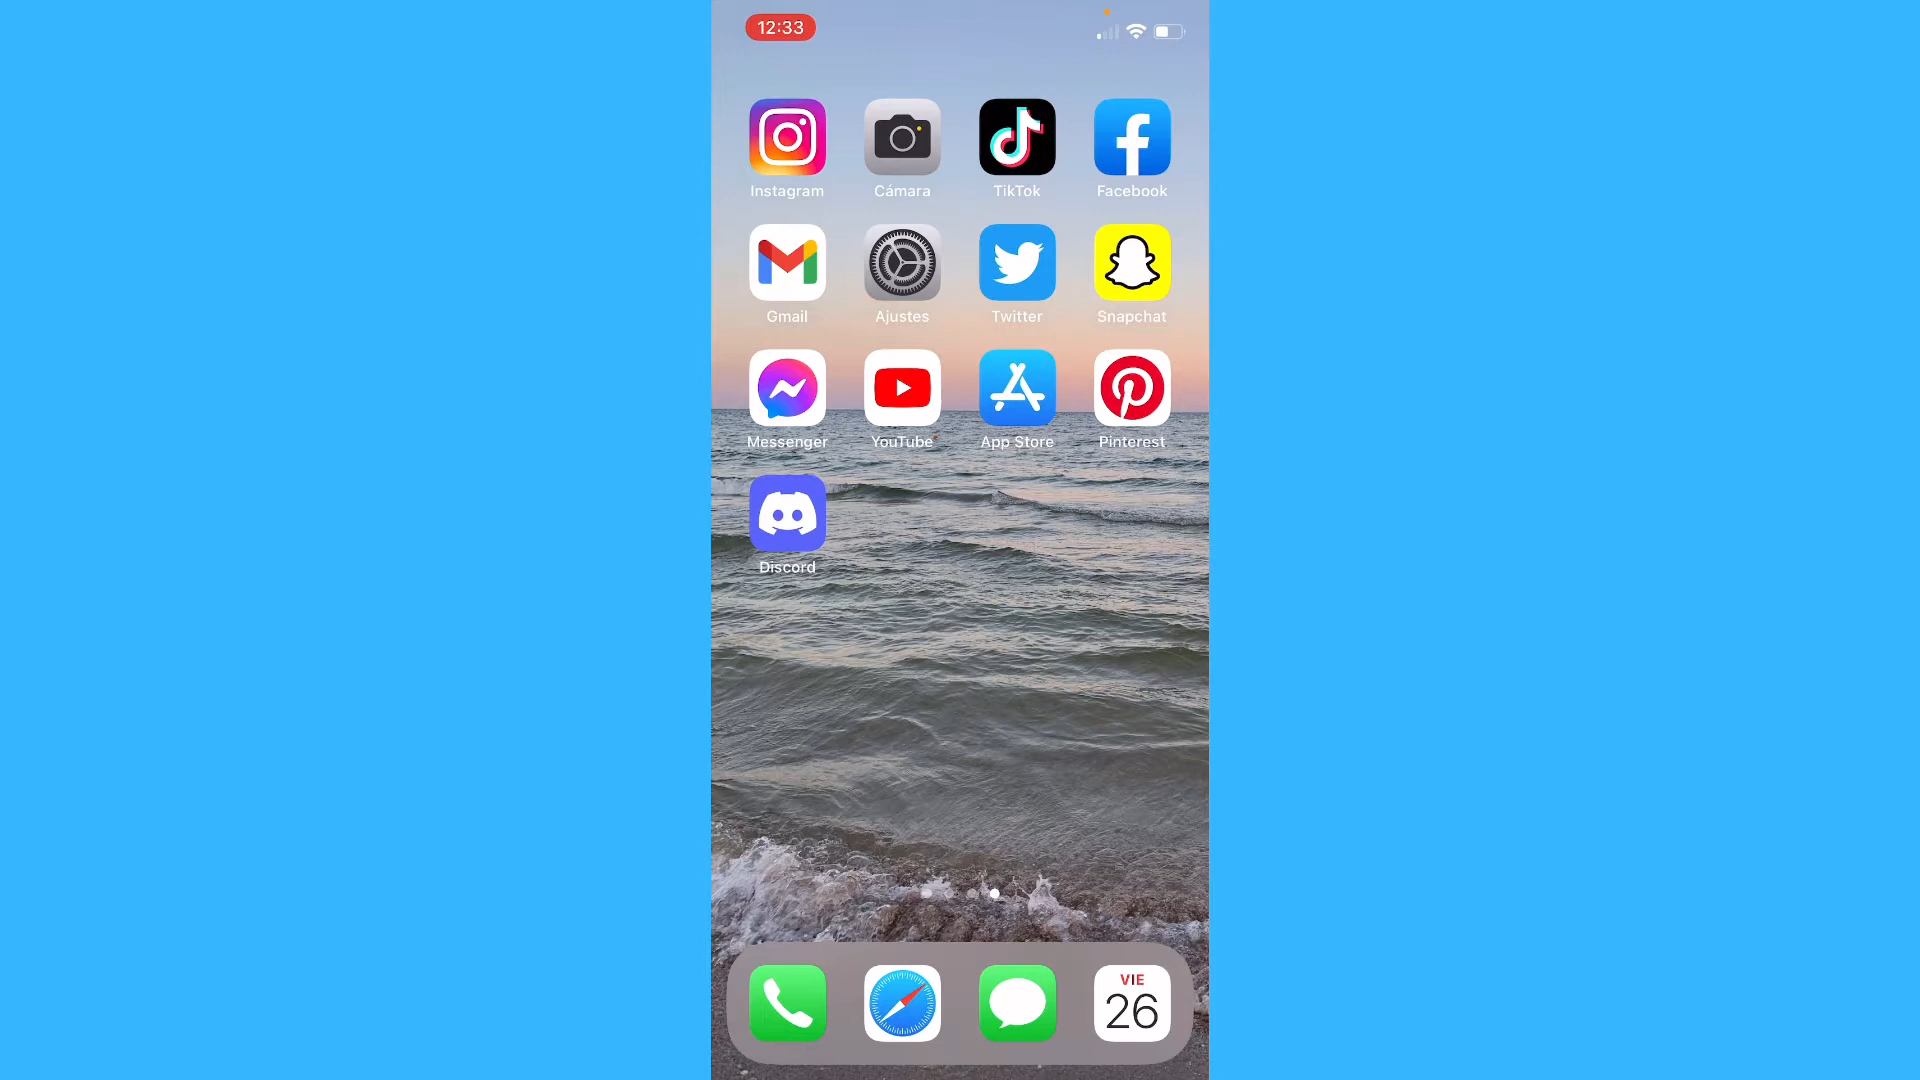 12:33
Instagram Cámara TikTok Facebook
Gmail Ajustes Twitter Snapchat
Messenger YouTube App Store Pinterest
Discord
VIE
26